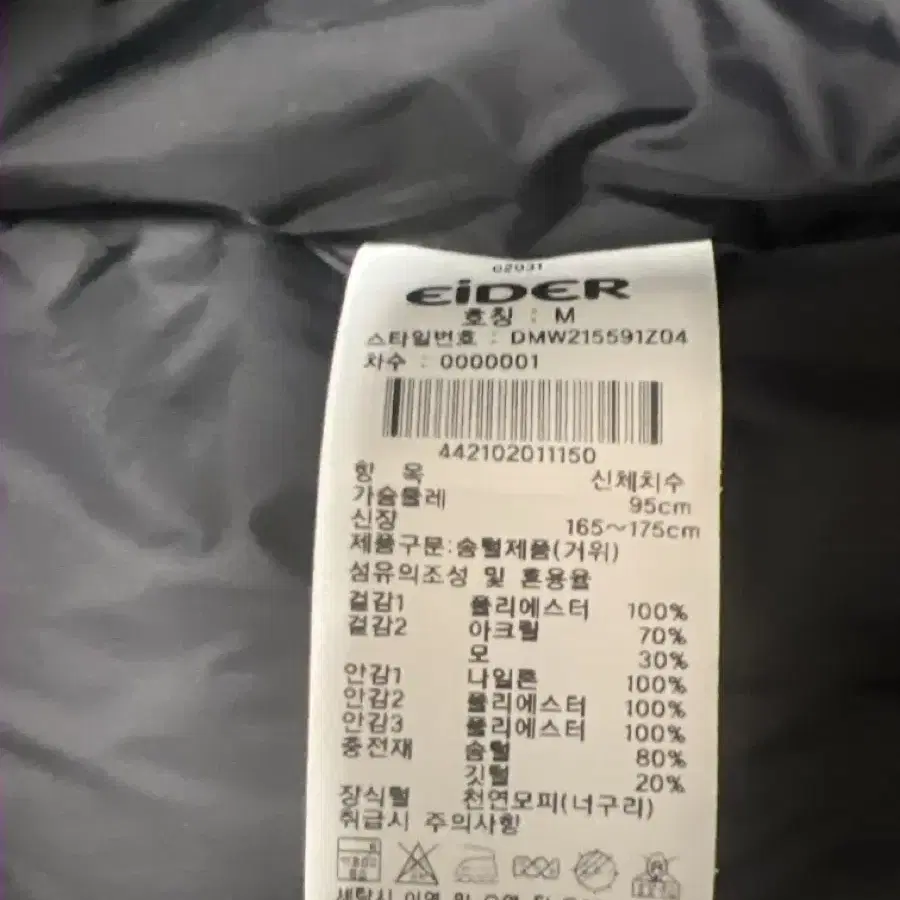 02031
EiDER
호칭 : M
스타일번호 : DMW215591Z04
차수 : 0000001
442102011150
항 목 신체치수
가슴둘레 95cm
신장 165~175cm
제품구분:솜털제품(거위)
섬유의조성 및 혼용율
겉감1 폴리에스터 100%
겉감2 아크릴 70%
모 30%
안감1 나일론 100%
안감2 폴리에스터 100%
안감3 폴리에스터 100%
충전재 솜털 80%
깃털 20%
장식털 천연모피(너구리)
취급시 주의사항